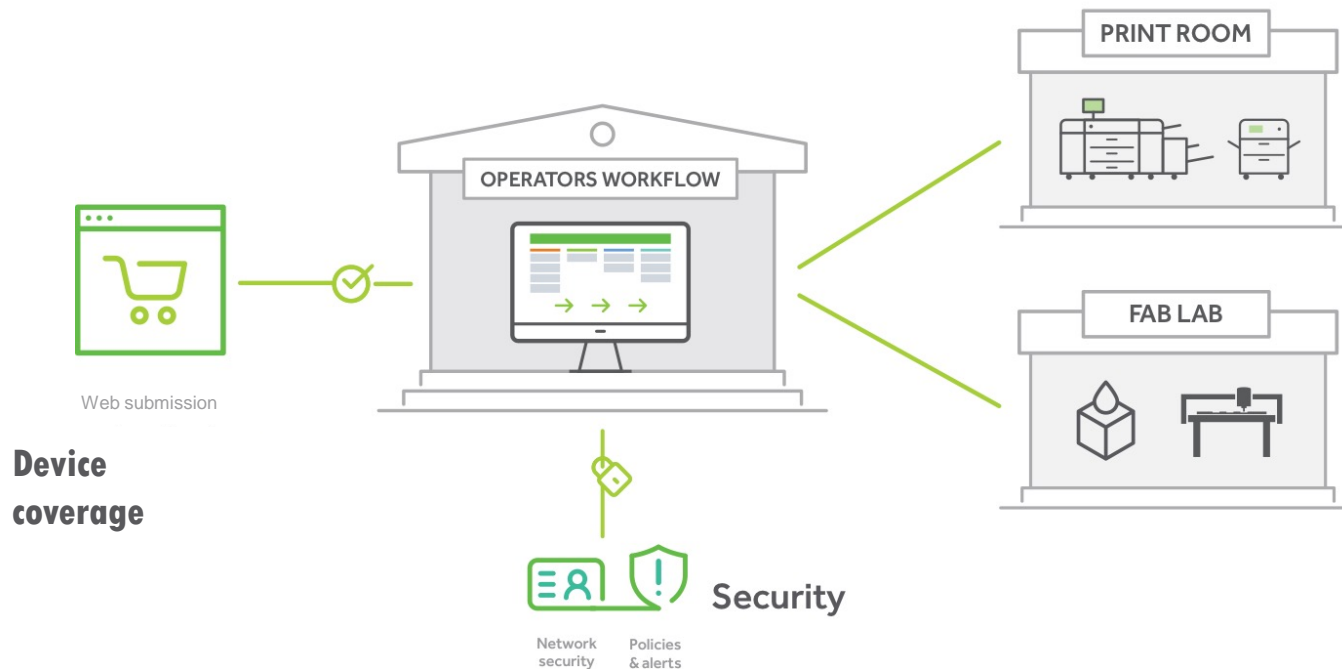 PRINT ROOM
OPERATORS WORKFLOW
Web submission
FAB LAB
Device
coverage
Security
Network
security
Policies
& alerts